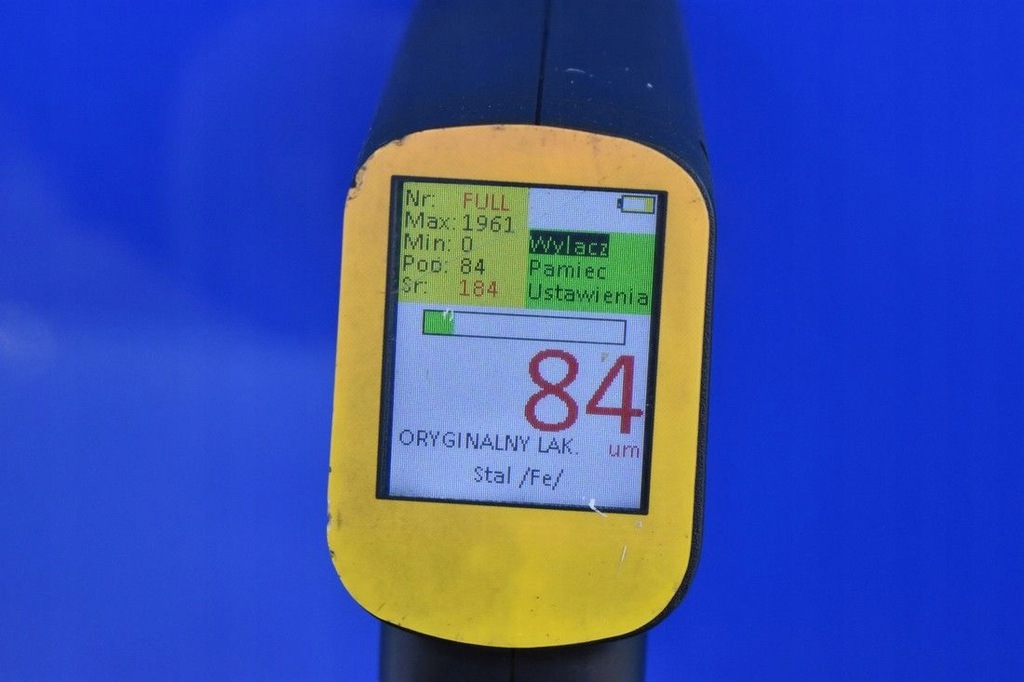 Nr: FULL
Max: 1961
Min: 0
Pod: 84
Sr: 184
Wylacz
Pamiec
Ustawienia
84
ORYGINALNY LAK. um
Stal /Fe/